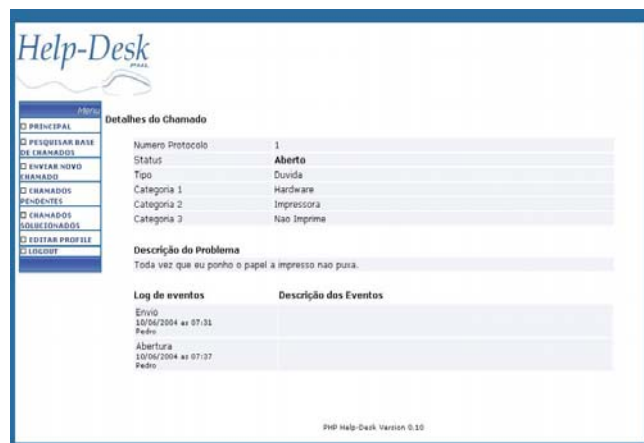 Help-Desk
PHL
Menu
PRINCIPAL
PESQUISAR BASE
DE CHAMADOS
ENVIAR NOVO
CHAMADO
CHAMADOS
PENDENTES
CHAMADOS
SOLUCIONADOS
EDITAR PROFILE
LOGOUT
Detalhes do Chamado
Numero Protocolo 1
Status Aberto
Tipo Duvida
Categoria 1 Hardware
Categoria 2 Impressora
Categoria 3 Nao Imprime
Descrição do Problema
Toda vez que eu ponho o papel a impresso nao puxa.
Log de eventos Descrição dos Eventos
Envio
10/06/2004 as 07:31
Pedro
Abertura
10/06/2004 as 07:37
Pedro
PHP Help-Desk Version 0.10